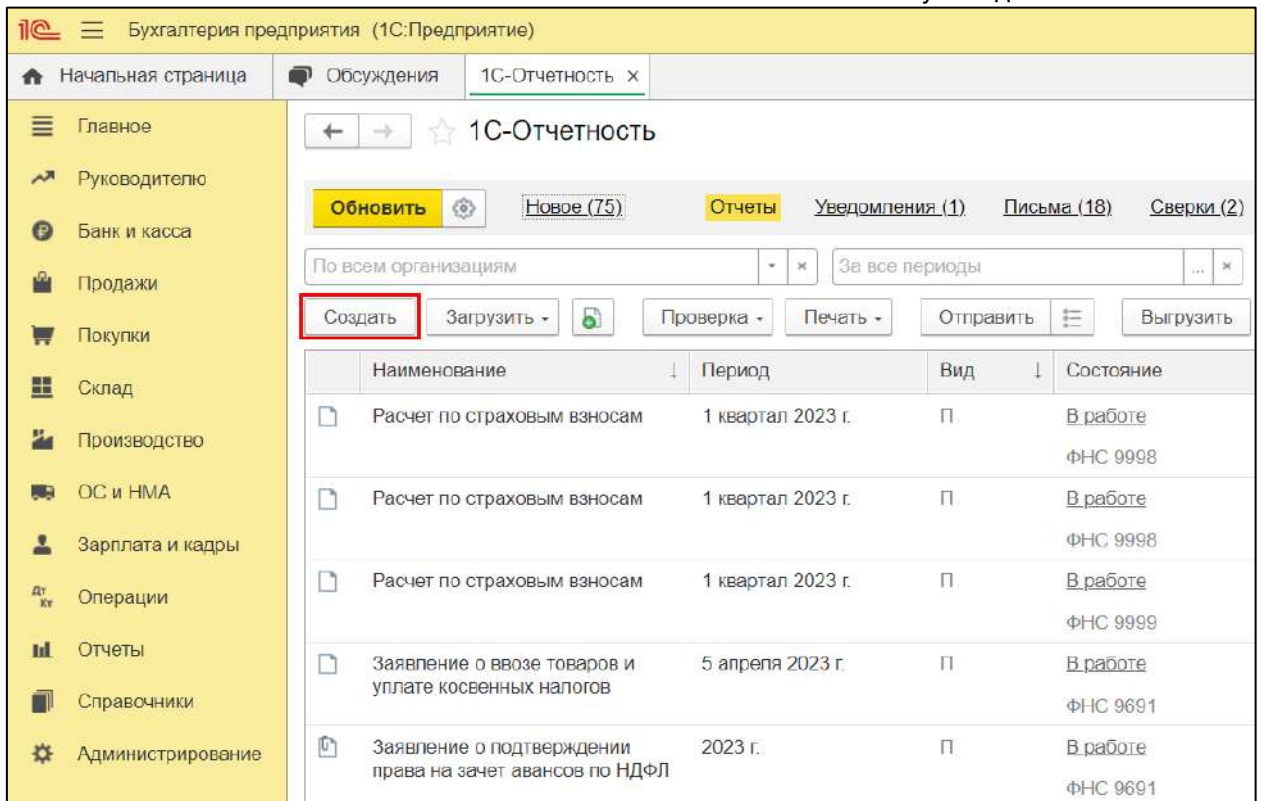 1С Бухгалтерия предприятия (1С:Предприятие)
Начальная страница Обсуждения 1С-Отчетность ×
Главное
Руководителю
Банк и касса
Продажи
Покупки
Склад
Производство
ОС и НМА
Зарплата и кадры
Дт Кт Операции
Отчеты
Справочники
Администрирование
1С-Отчетность
Обновить Новое (75) Отчеты Уведомления (1) Письма (18) Сверки (2)
По всем организациям За все периоды ...
Создать Загрузить Проверка Печать Отправить Выгрузить
Наименование ↓ Период Вид ↓ Состояние
Расчет по страховым взносам 1 квартал 2023 г. П В работе
ФНС 9998
Расчет по страховым взносам 1 квартал 2023 г. П В работе
ФНС 9998
Расчет по страховым взносам 1 квартал 2023 г. П В работе
ФНС 9999
Заявление о ввозе товаров и 5 апреля 2023 г. П В работе
уплате косвенных налогов
ФНС 9691
Заявление о подтверждении 2023 г. П В работе
права на зачет авансов по НДФЛ
ФНС 9691